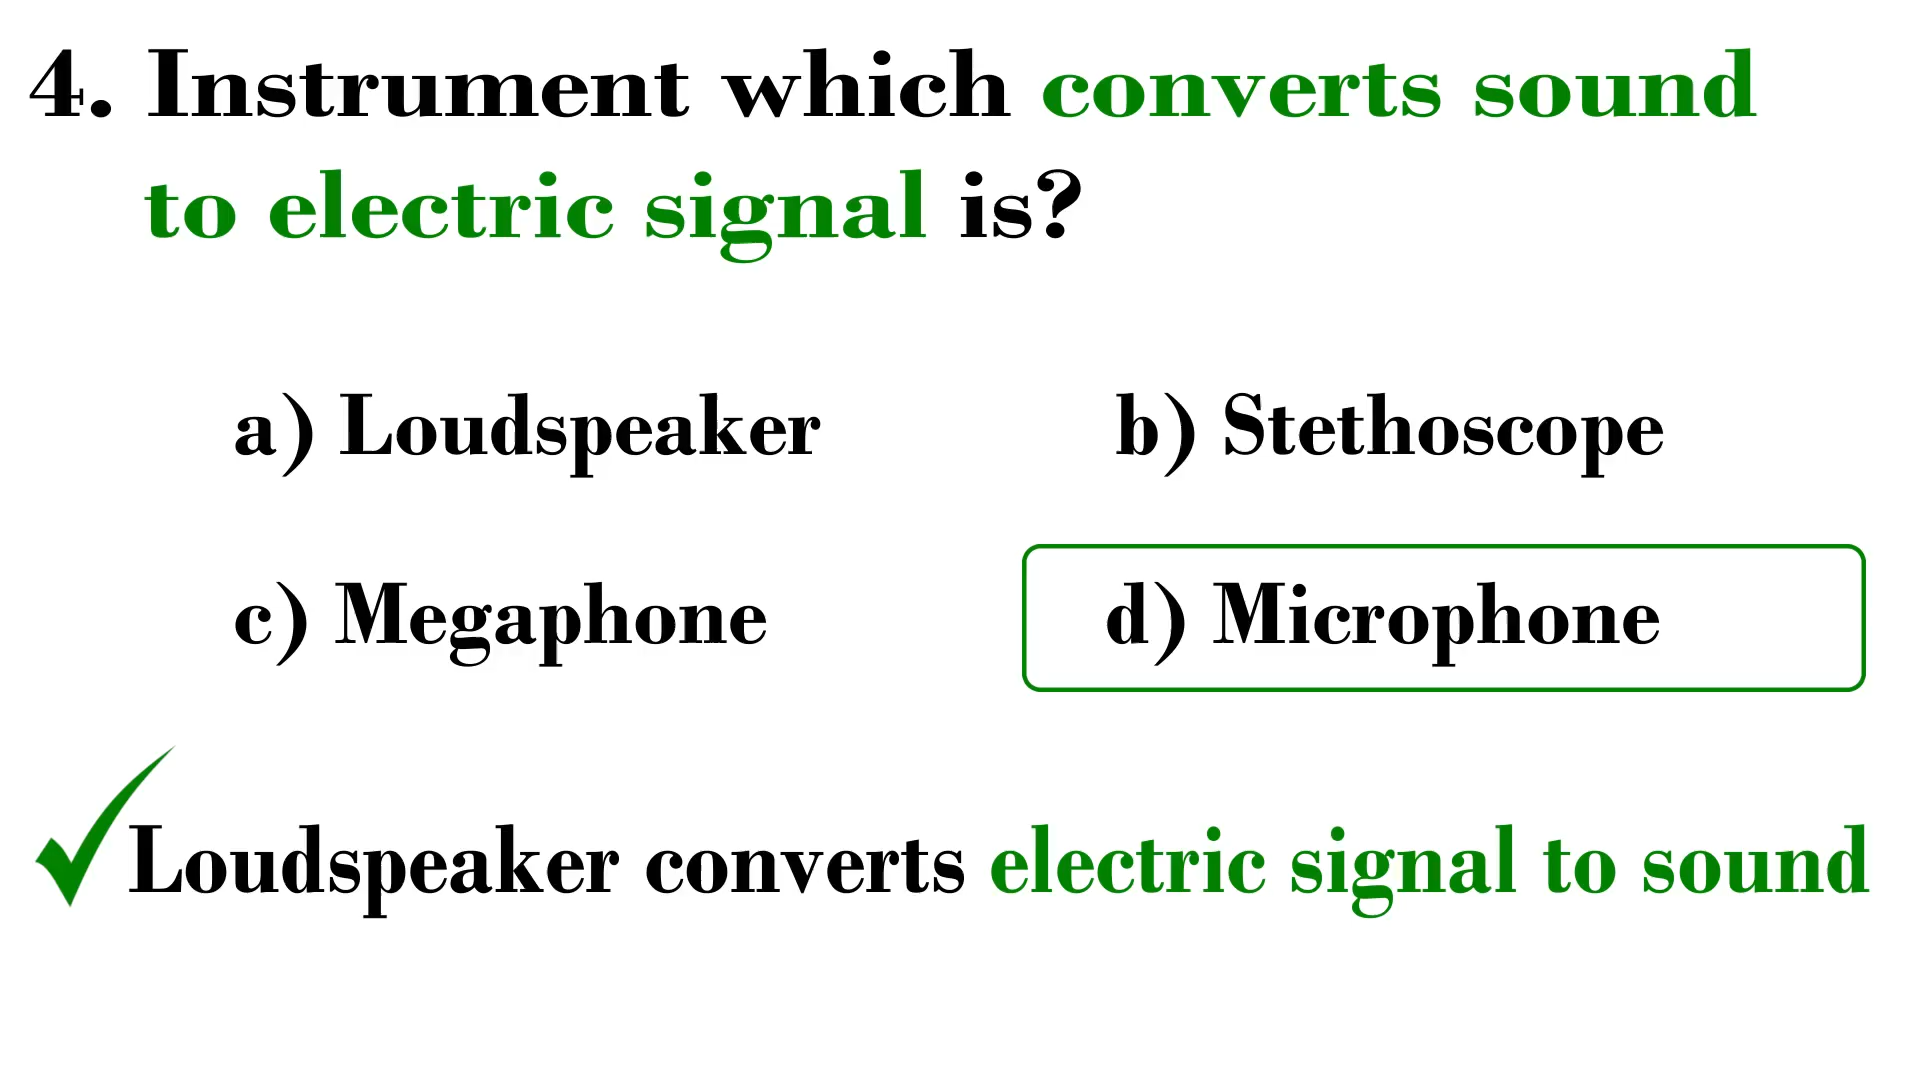 4. Instrument which converts sound
to electric signal is?
a) Loudspeaker
b) Stethoscope
c) Megaphone
d) Microphone
Loudspeaker converts electric signal to sound